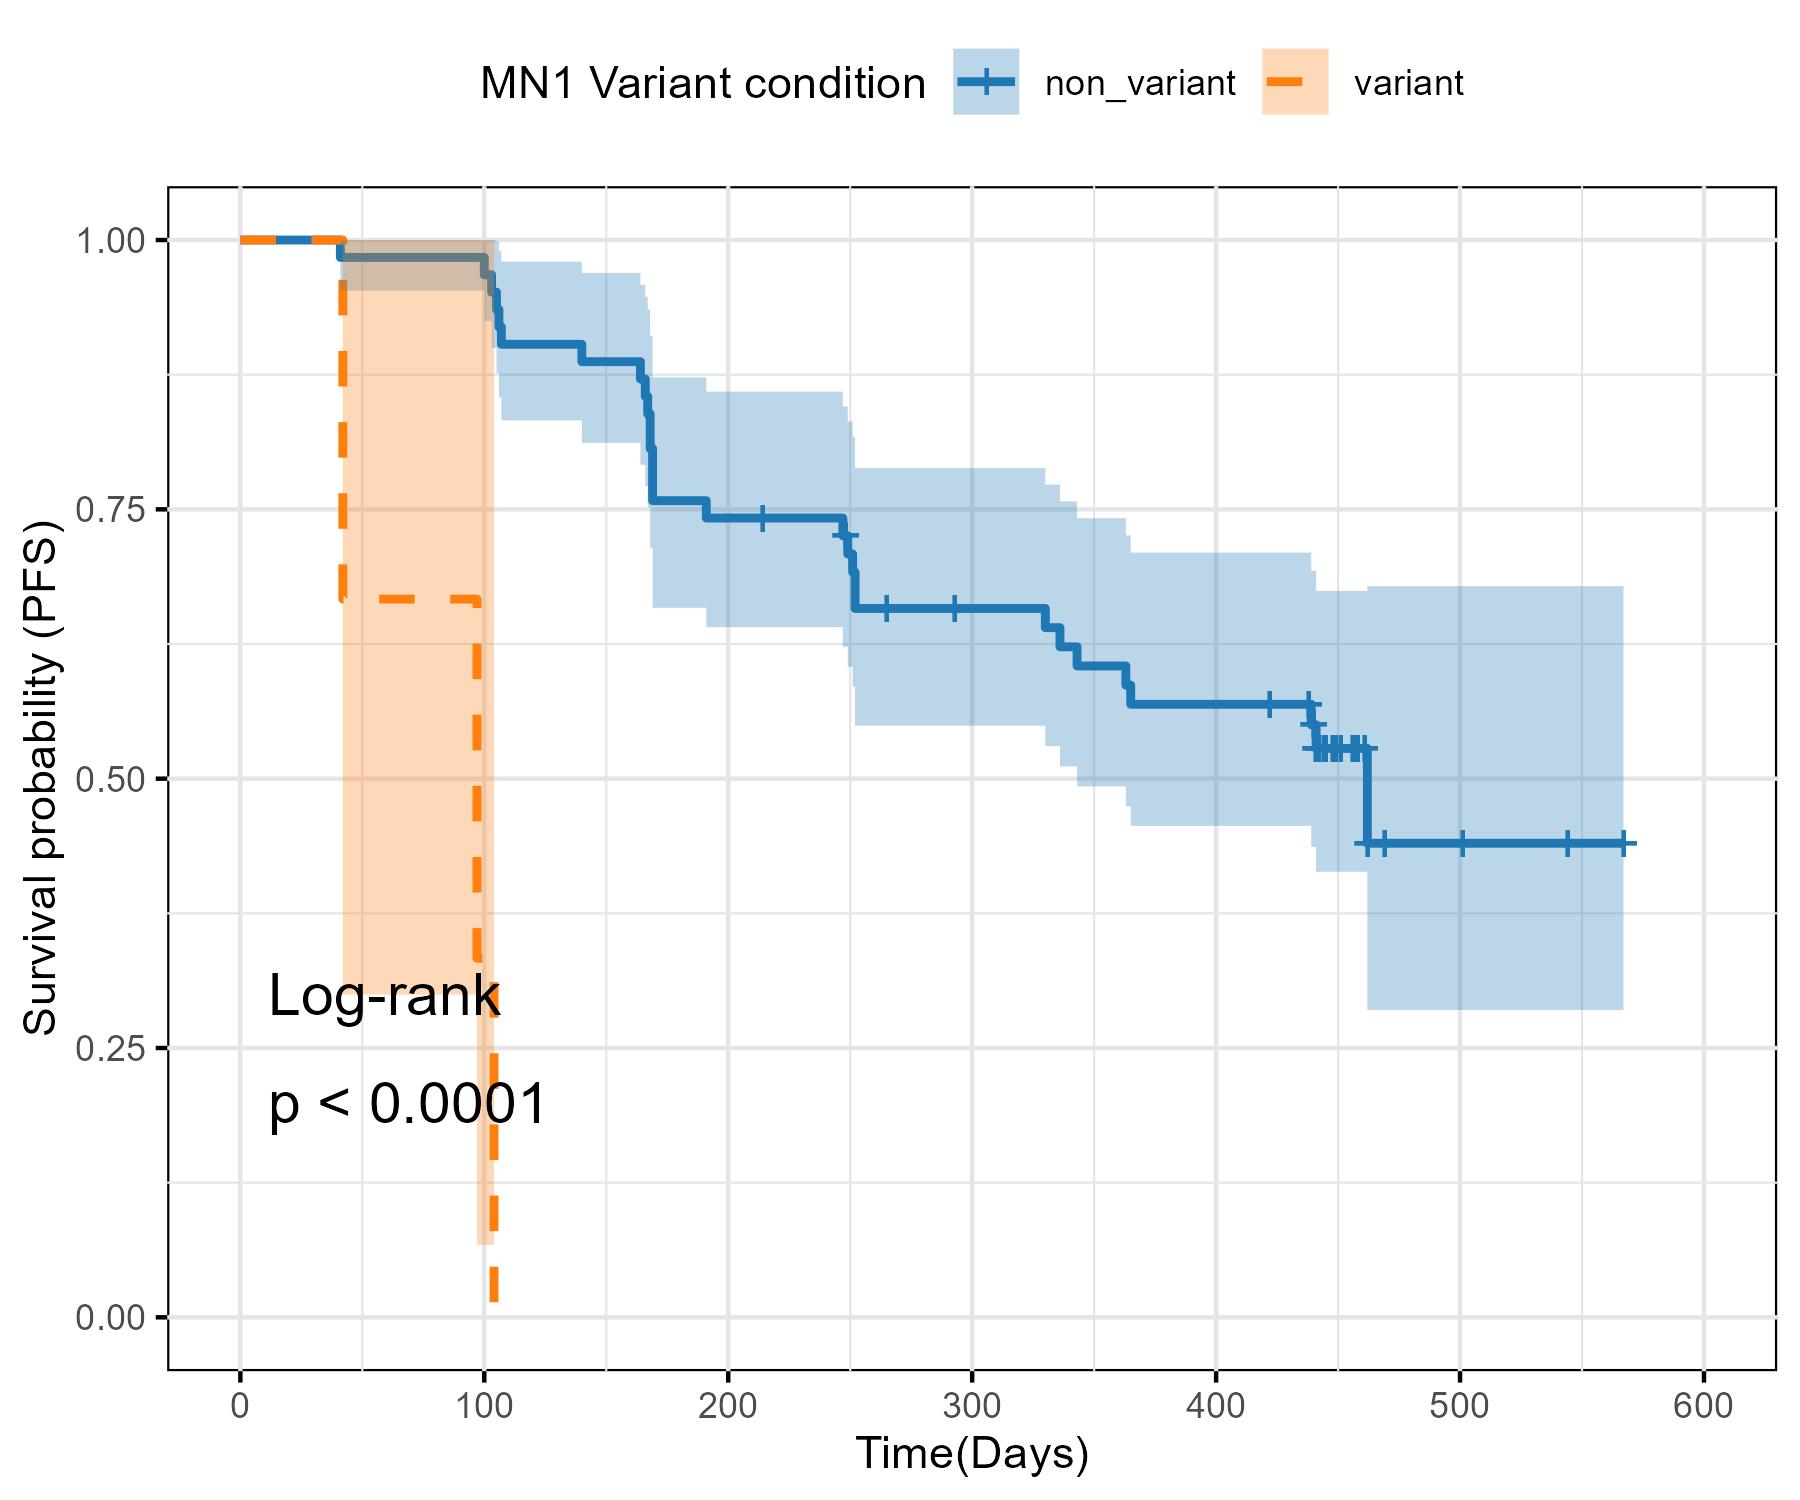 MN1 Variant condition non_variant variant
Survival probability (PFS)
1.00
0.75
0.50
0.25
0.00
Log-rank
p < 0.0001
0 100 200 300 400 500 600
Time(Days)